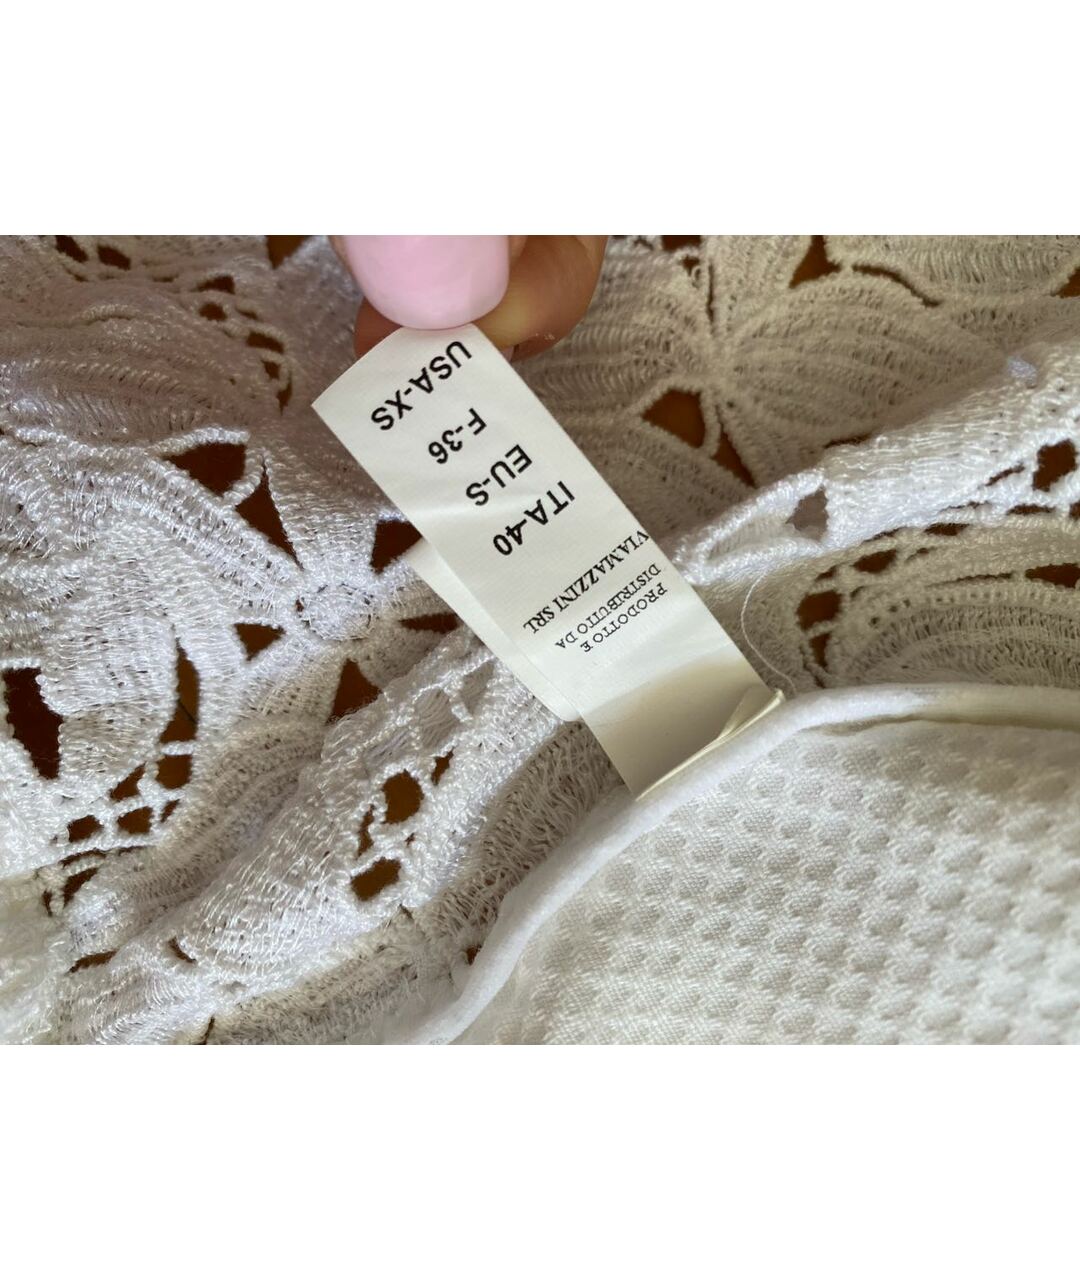 PRODOTTO E
DISTRIBUITO DA
VIAMAZZINI SRL
ITA-40
EU-S
F-36
USA-XS